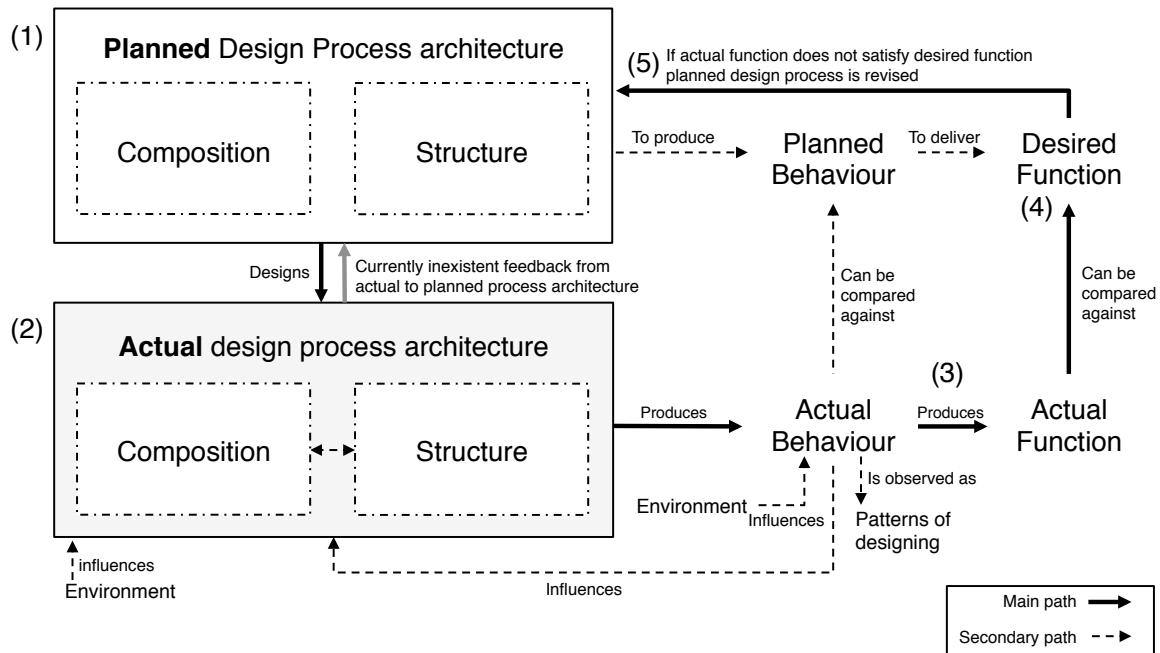 (1)
Planned Design Process architecture
Composition
Structure
(5)
If actual function does not satisfy desired function
planned design process is revised
To produce
Planned
Behaviour
To deliver
Desired
Function
(4)
Designs
Currently inexistent feedback from
actual to planned process architecture
Can be
compared
against
Can be
compared
against
(2)
Actual design process architecture
Composition
Structure
Produces
Actual
Behaviour
(3)
Produces
Actual
Function
Environment
Influences
Is observed as
Patterns of
designing
influences
Environment
Influences
Main path
Secondary path